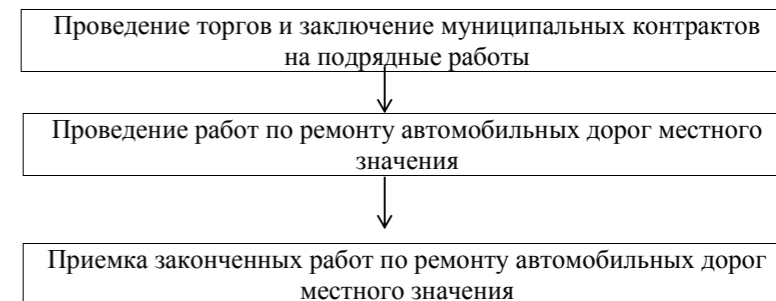 Проведение торгов и заключение муниципальных контрактов
на подрядные работы
Проведение работ по ремонту автомобильных дорог местного
значения
Приемка законченных работ по ремонту автомобильных дорог
местного значения